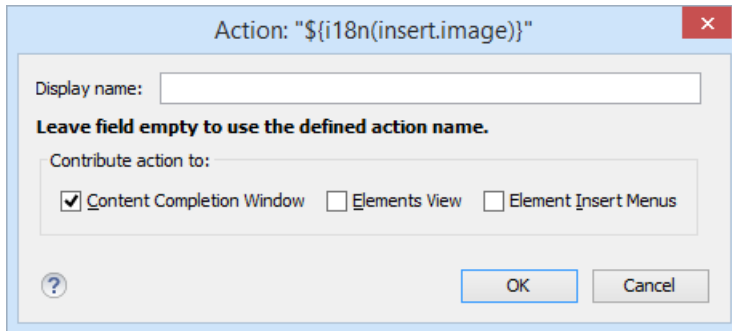 Action: "${i18n(insert.image)}"
Display name:
Leave field empty to use the defined action name.
Contribute action to:
Content Completion Window Elements View Element Insert Menus
? OK Cancel